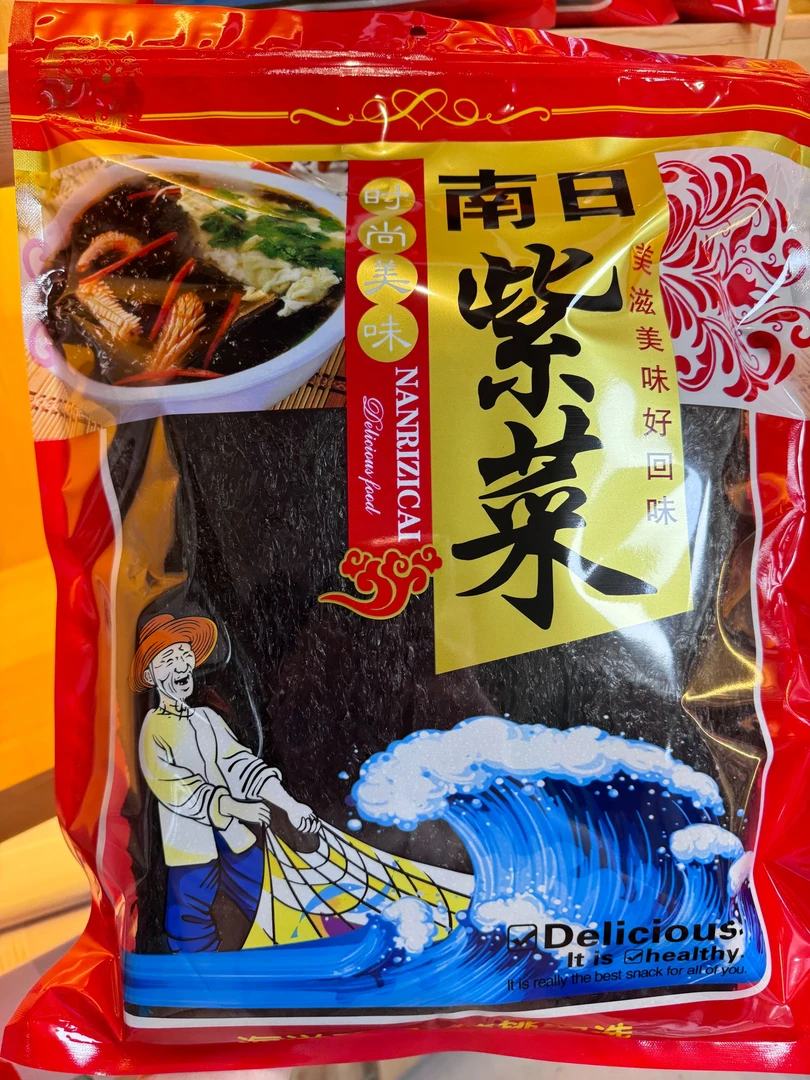 时尚美味
NANRIZICAI
Delicious food
南日
紫菜
美滋美味好回味
Delicious.
It is healthy.
It is really the best snack for all of you.